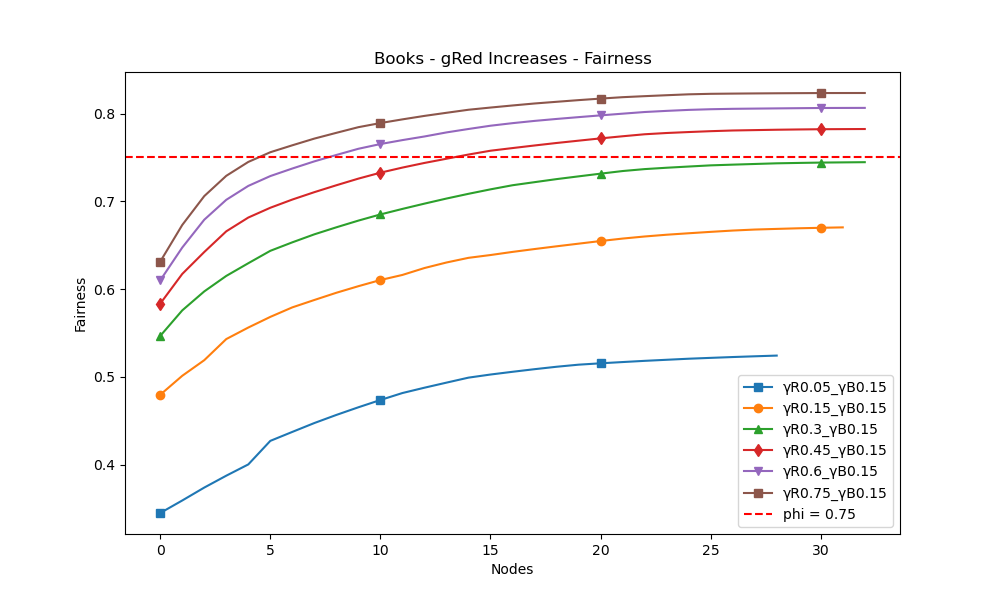 Books - gRed Increases - Fairness
Fairness
0.8
0.7
0.6
0.5
0.4
0
5
10
15
20
25
30
Nodes
γR0.05_γB0.15
γR0.15_γB0.15
γR0.3_γB0.15
γR0.45_γB0.15
γR0.6_γB0.15
γR0.75_γB0.15
phi = 0.75